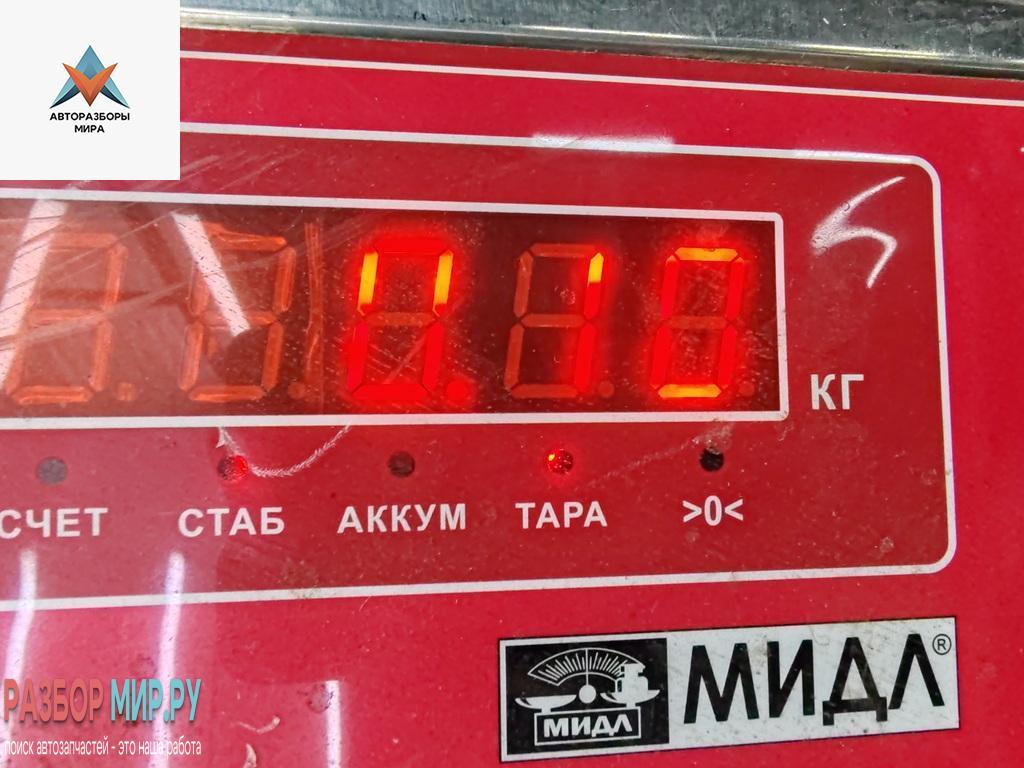 АВТОРАЗБОРЫ
МИРА
0.10
КГ
СЧЕТ СТАБ АККУМ ТАРА >0<
МИДЛ МИДЛ®
РАЗБОР МИР.РУ
поиск автозапчастей - это наша работа